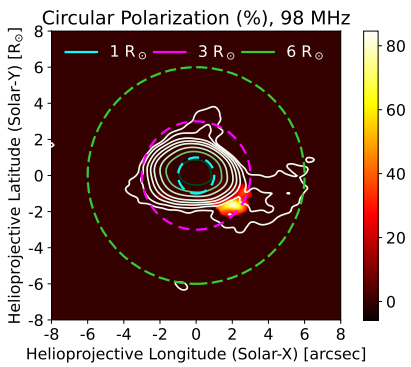 Circular Polarization (%), 98 MHz
1 R☉ 3 R☉ 6 R☉
Heliopojective Latitude (Solar-Y) [R☉]
8
6
4
2
0
-2
-4
-6
-8
-8 -6 -4 -2 0 2 4 6 8
Helioprojective Longitude (Solar-X) [arcsec]
80
60
40
20
0